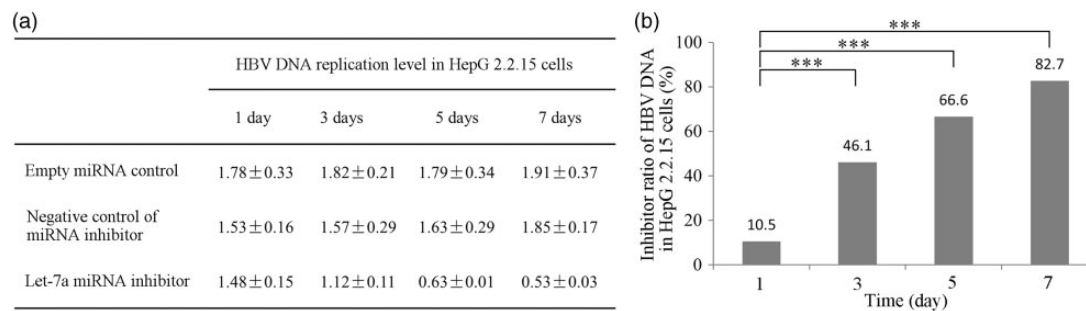 (a)
HBV DNA replication level in HepG 2.2.15 cells
1 day 3 days 5 days 7 days
Empty miRNA control 1.78±0.33 1.82±0.21 1.79±0.34 1.91±0.37
Negative control of
miRNA inhibitor 1.53±0.16 1.57±0.29 1.63±0.29 1.85±0.17
Let-7a miRNA inhibitor 1.48±0.15 1.12±0.11 0.63±0.01 0.53±0.03
(b)
Inhibitor ratio of HBV DNA
in HepG 2.2.15 cells (%)
100
80
60
40
20
0
***
***
***
10.5
46.1
66.6
82.7
1 3 5 7
Time (day)